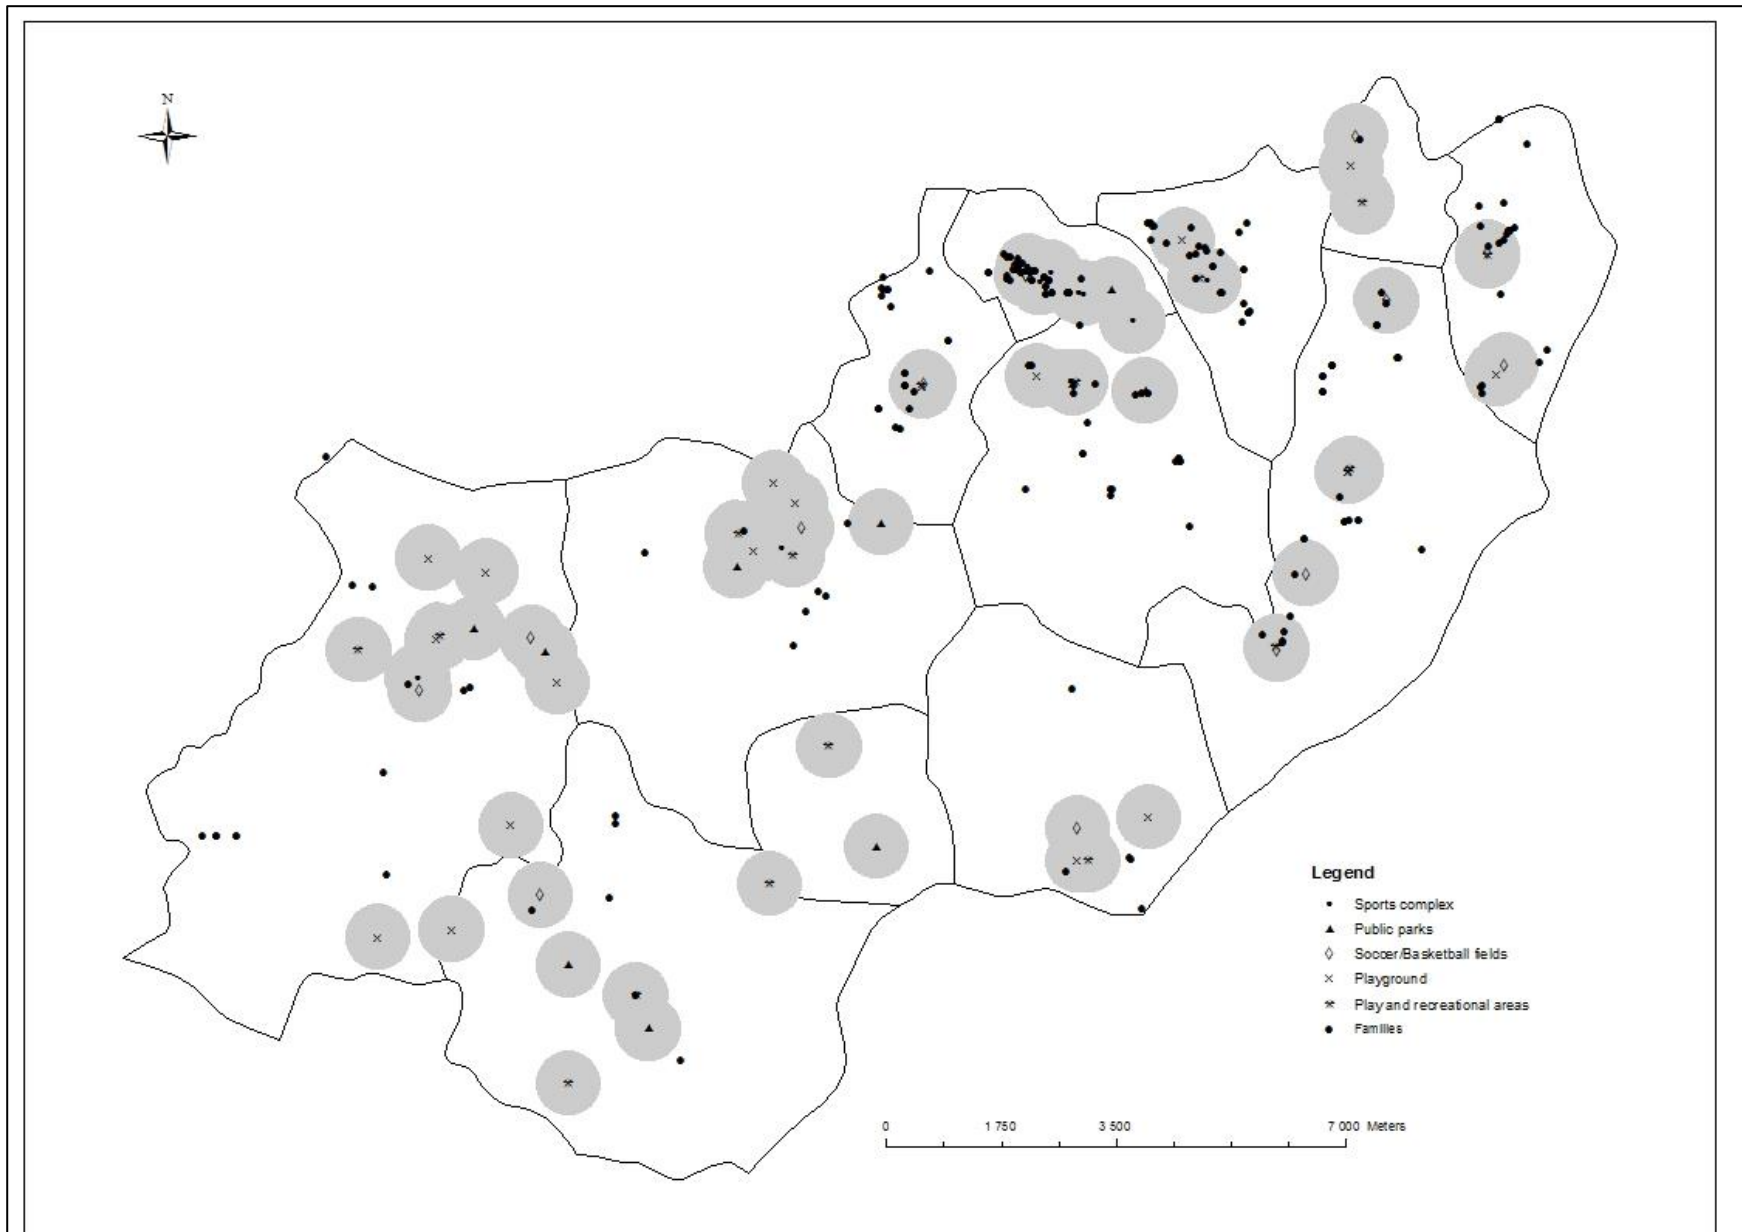 N
Legend
Sports complex
Public parks
Soccer/Basketball fields
Playground
Play and recreational areas
Families
0 1 750 3 500 7 000 Meters